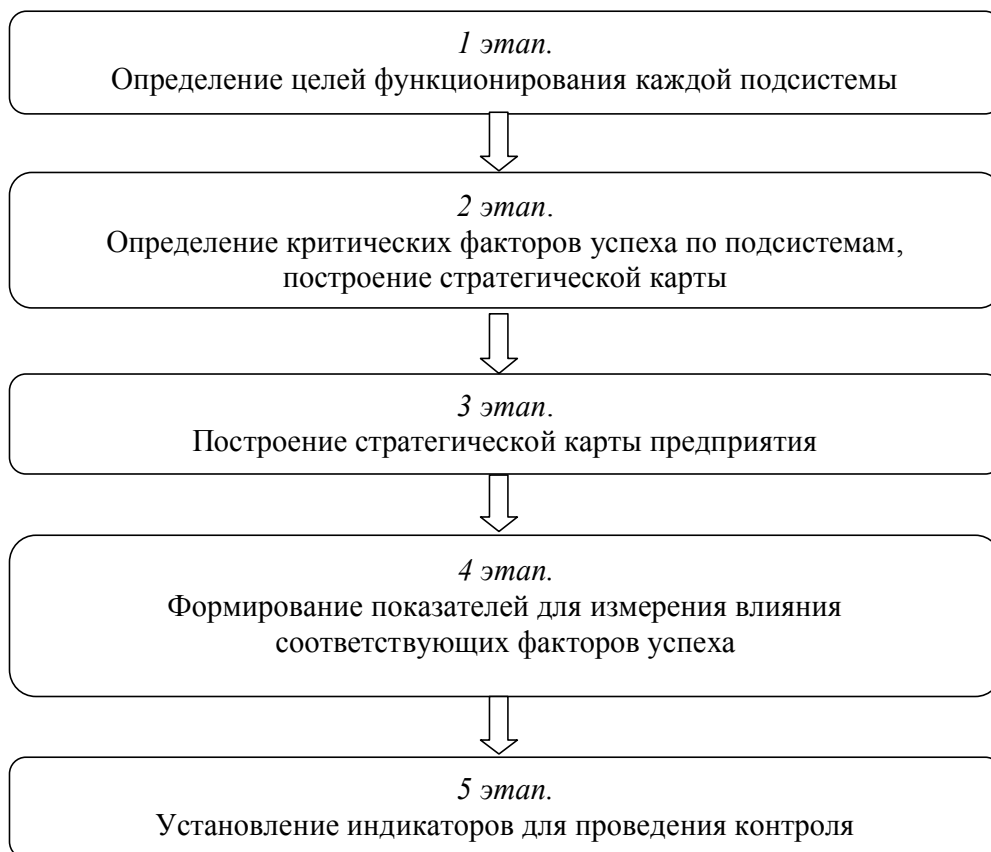 1 этап.
Определение целей функционирования каждой подсистемы
2 этап.
Определение критических факторов успеха по подсистемам,
построение стратегической карты
3 этап.
Построение стратегической карты предприятия
4 этап.
Формирование показателей для измерения влияния
соответствующих факторов успеха
5 этап.
Установление индикаторов для проведения контроля